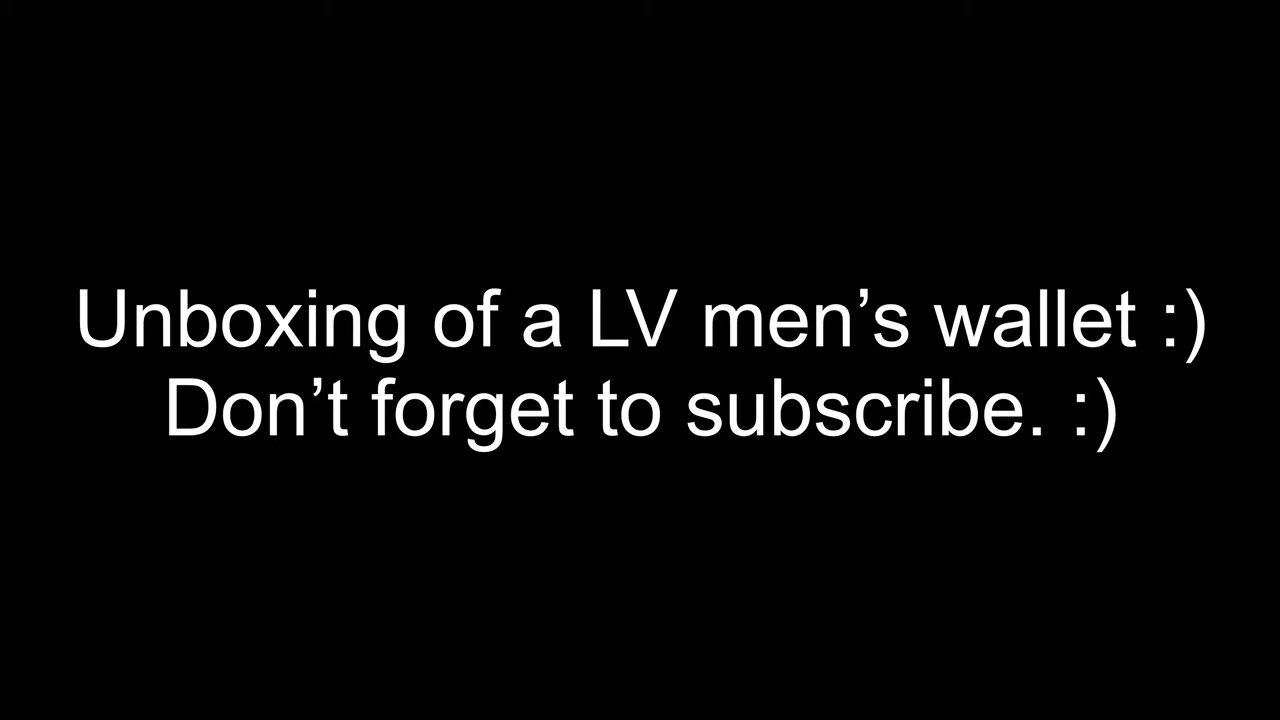 Unboxing of a LV men’s wallet :)
Don’t forget to subscribe. :)